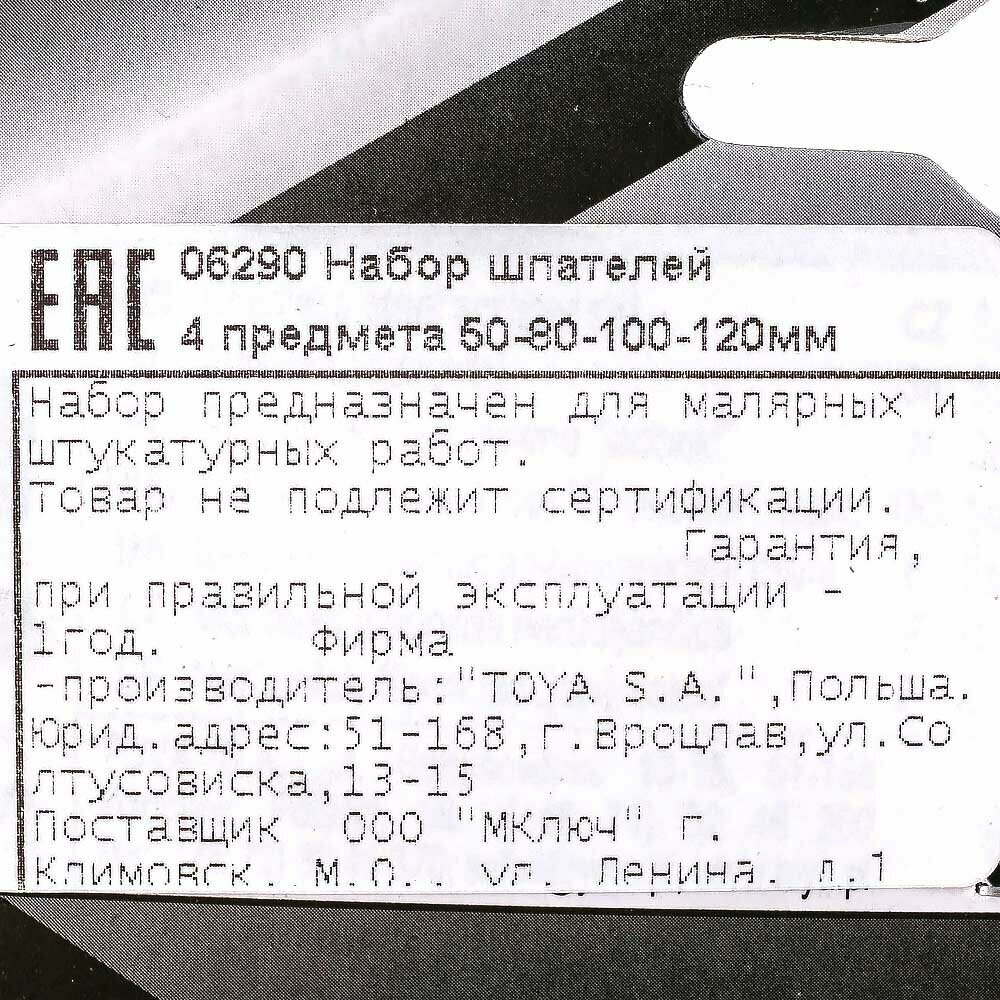 EAC 06290 Набор шпателей
4 предмета 50-80-100-120мм
Набор предназначен для малярных и
штукатурных работ.
Товар не подлежит сертификации.
Гарантия,
при правильной эксплуатации -
1год. Фирма
-производитель:"TOYA S.A.",Польша.
Юрид.адрес:51-168,г.Вроцлав,ул.Со
лтусовиска,13-15
Поставщик ООО "МКлюч" г.
Климовск, М.О., ул. Ленина, д.1